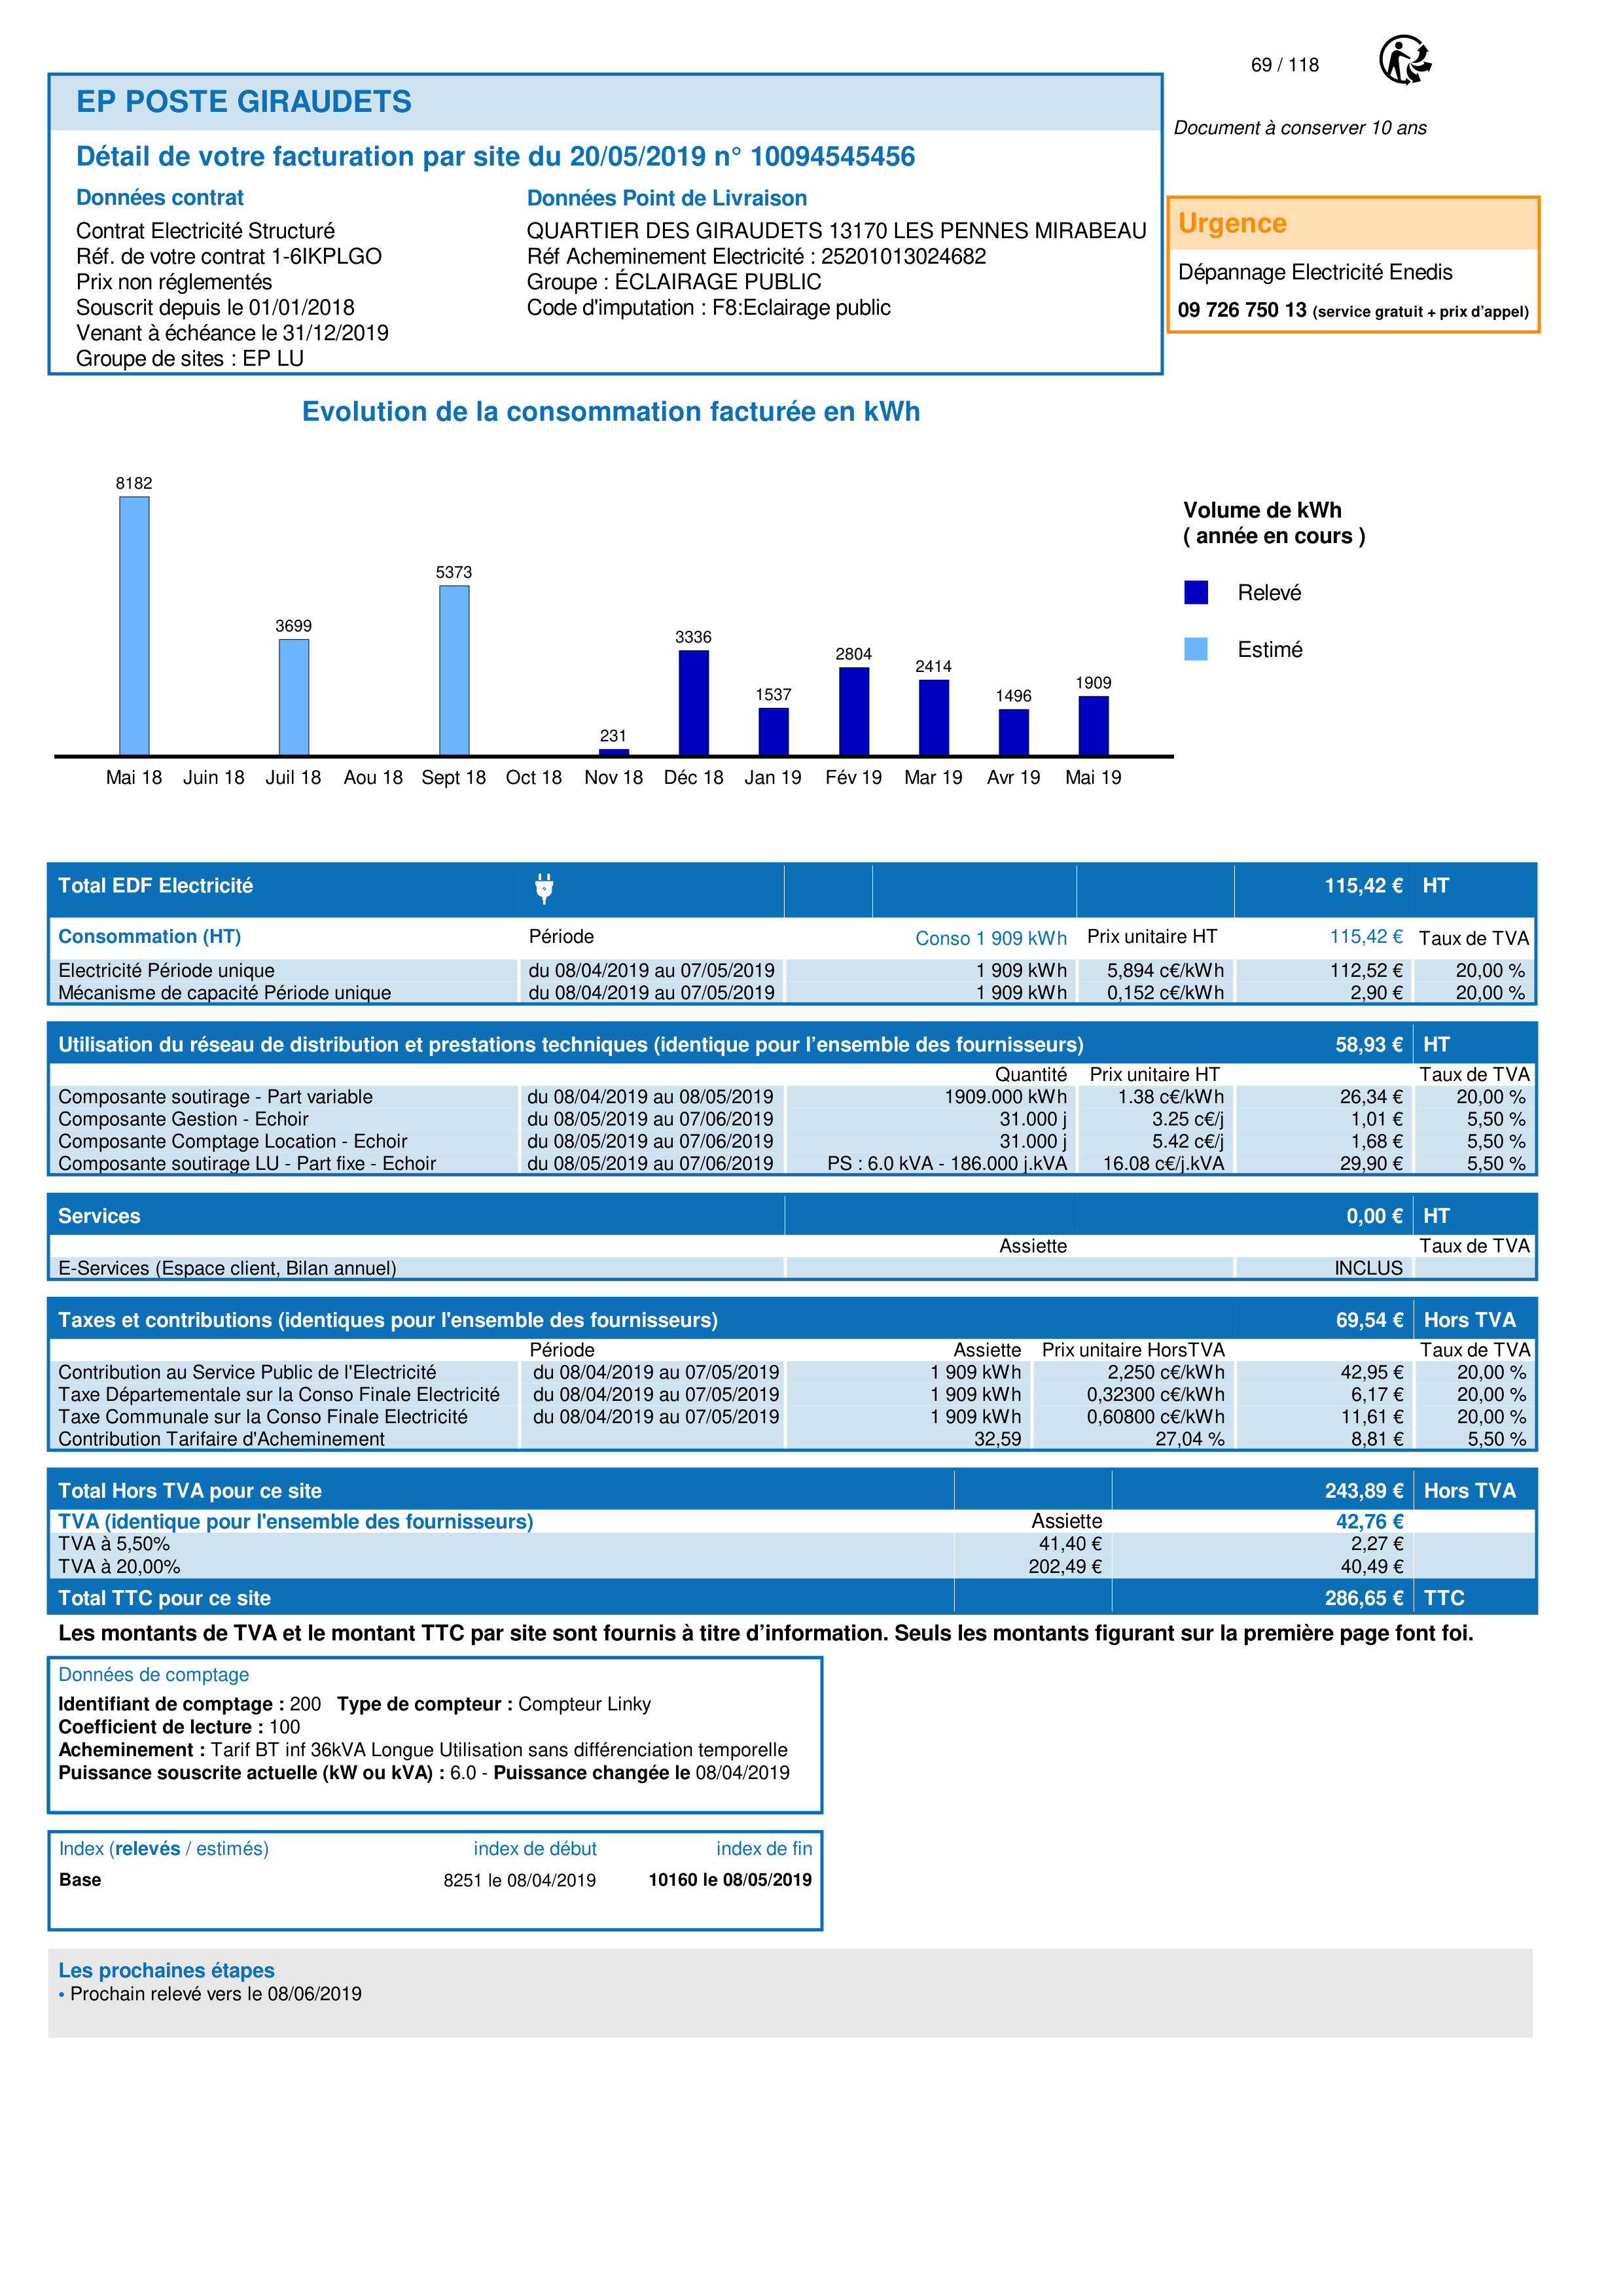 69 / 118
EP POSTE GIRAUDETS
Document à conserver 10 ans
Détail de votre facturation par site du 20/05/2019 n° 10094545456
Données contrat
Contrat Electricité Structuré
Réf. de votre contrat 1-6IKPLGO
Prix non réglementés
Souscrit depuis le 01/01/2018
Venant à échéance le 31/12/2019
Groupe de sites : EP LU
Données Point de Livraison
QUARTIER DES GIRAUDETS 13170 LES PENNES MIRABEAU
Réf Acheminement Electricité : 25201013024682
Groupe : ÉCLAIRAGE PUBLIC
Code d'imputation : F8:Eclairage public
Urgence
Dépannage Electricité Enedis
09 726 750 13 (service gratuit + prix d'appel)
Evolution de la consommation facturée en kWh
8182
3699
5373
231
3336
1537
2804
2414
1496
1909
Mai 18 Juin 18 Juil 18 Aou 18 Sept 18 Oct 18 Nov 18 Déc 18 Jan 19 Fév 19 Mar 19 Avr 19 Mai 19
Volume de kWh
( année en cours )
Relevé
Estimé
Total EDF Electricité 115,42 € HT
Consommation (HT) Période Conso 1 909 kWh Prix unitaire HT 115,42 € Taux de TVA
Electricité Période unique du 08/04/2019 au 07/05/2019 1 909 kWh 5,894 c€/kWh 112,52 € 20,00 %
Mécanisme de capacité Période unique du 08/04/2019 au 07/05/2019 1 909 kWh 0,152 c€/kWh 2,90 € 20,00 %
Utilisation du réseau de distribution et prestations techniques (identique pour l'ensemble des fournisseurs) 58,93 € HT
Quantité Prix unitaire HT Taux de TVA
Composante soutirage - Part variable du 08/04/2019 au 08/05/2019 1909.000 kWh 1.38 c€/kWh 26,34 € 20,00 %
Composante Gestion - Echoir du 08/05/2019 au 07/06/2019 31.000 j 3.25 c€/j 1,01 € 5,50 %
Composante Comptage Location - Echoir du 08/05/2019 au 07/06/2019 31.000 j 5.42 c€/j 1,68 € 5,50 %
Composante soutirage LU - Part fixe - Echoir du 08/05/2019 au 07/06/2019 PS : 6.0 kVA - 186.000 j.kVA 16.08 c€/j.kVA 29,90 € 5,50 %
Services 0,00 € HT
Assiette Taux de TVA
E-Services (Espace client, Bilan annuel) INCLUS
Taxes et contributions (identiques pour l'ensemble des fournisseurs) 69,54 € Hors TVA
Période Assiette Prix unitaire HorsTVA Taux de TVA
Contribution au Service Public de l'Electricité du 08/04/2019 au 07/05/2019 1 909 kWh 2,250 c€/kWh 42,95 € 20,00 %
Taxe Départementale sur la Conso Finale Electricité du 08/04/2019 au 07/05/2019 1 909 kWh 0,32300 c€/kWh 6,17 € 20,00 %
Taxe Communale sur la Conso Finale Electricité du 08/04/2019 au 07/05/2019 1 909 kWh 0,60800 c€/kWh 11,61 € 20,00 %
Contribution Tarifaire d'Acheminement 32,59 27,04 % 8,81 € 5,50 %
Total Hors TVA pour ce site 243,89 € Hors TVA
TVA (identique pour l'ensemble des fournisseurs) Assiette 42,76 €
TVA à 5,50% 41,40 € 2,27 €
TVA à 20,00% 202,49 € 40,49 €
Total TTC pour ce site 286,65 € TTC
Les montants de TVA et le montant TTC par site sont fournis à titre d'information. Seuls les montants figurant sur la première page font foi.
Données de comptage
Identifiant de comptage : 200 Type de compteur : Compteur Linky
Coefficient de lecture : 100
Acheminement : Tarif BT inf 36kVA Longue Utilisation sans différenciation temporelle
Puissance souscrite actuelle (kW ou kVA) : 6.0 - Puissance changée le 08/04/2019
Index (relevés / estimés) index de début index de fin
Base 8251 le 08/04/2019 10160 le 08/05/2019
Les prochaines étapes
• Prochain relevé vers le 08/06/2019